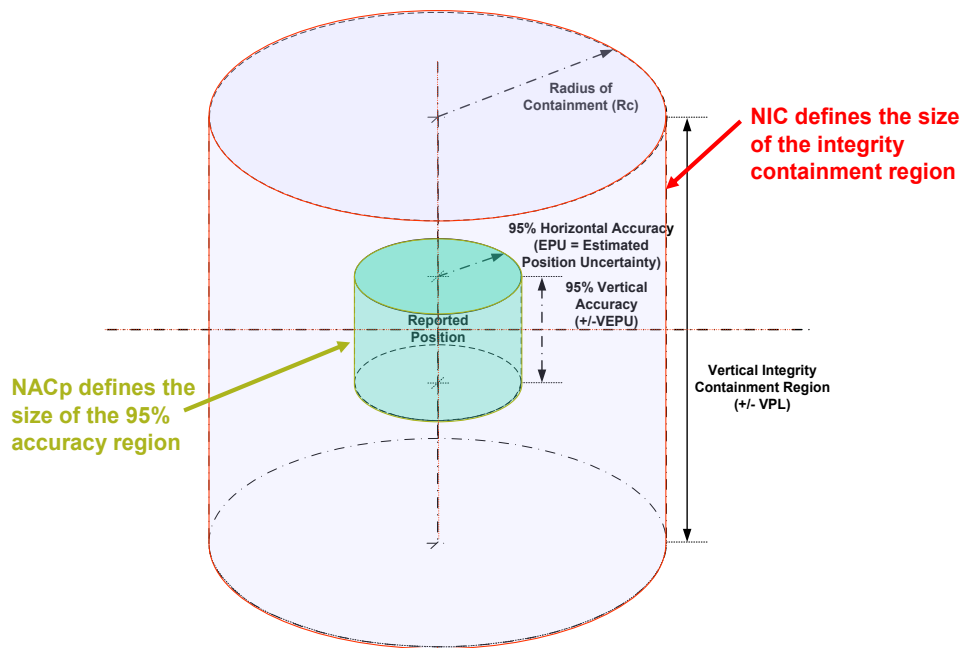 Radius of
Containment (Rc)
NIC defines the size
of the integrity
containment region
95% Horizontal Accuracy
(EPU = Estimated
Position Uncertainty)
95% Vertical
Accuracy
(+/-VEPU)
Reported
Position
Vertical Integrity
Containment Region
(+/- VPL)
NACp defines the
size of the 95%
accuracy region